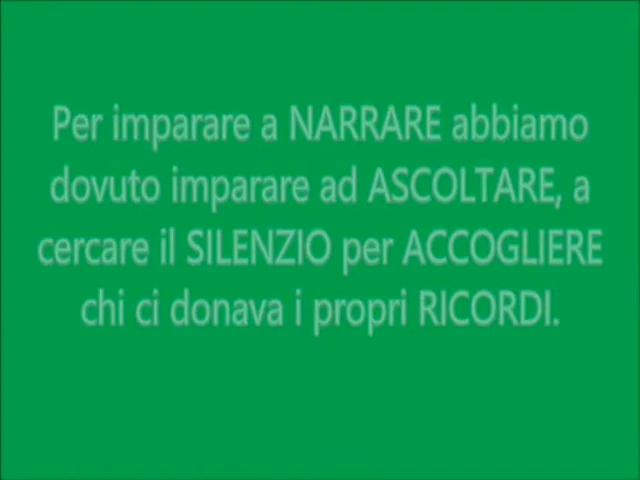 Per imparare a NARRARE abbiamo
dovuto imparare ad ASCOLTARE, a
cercare il SILENZIO per ACCOGLIERE
chi ci donava i propri RICORDI.